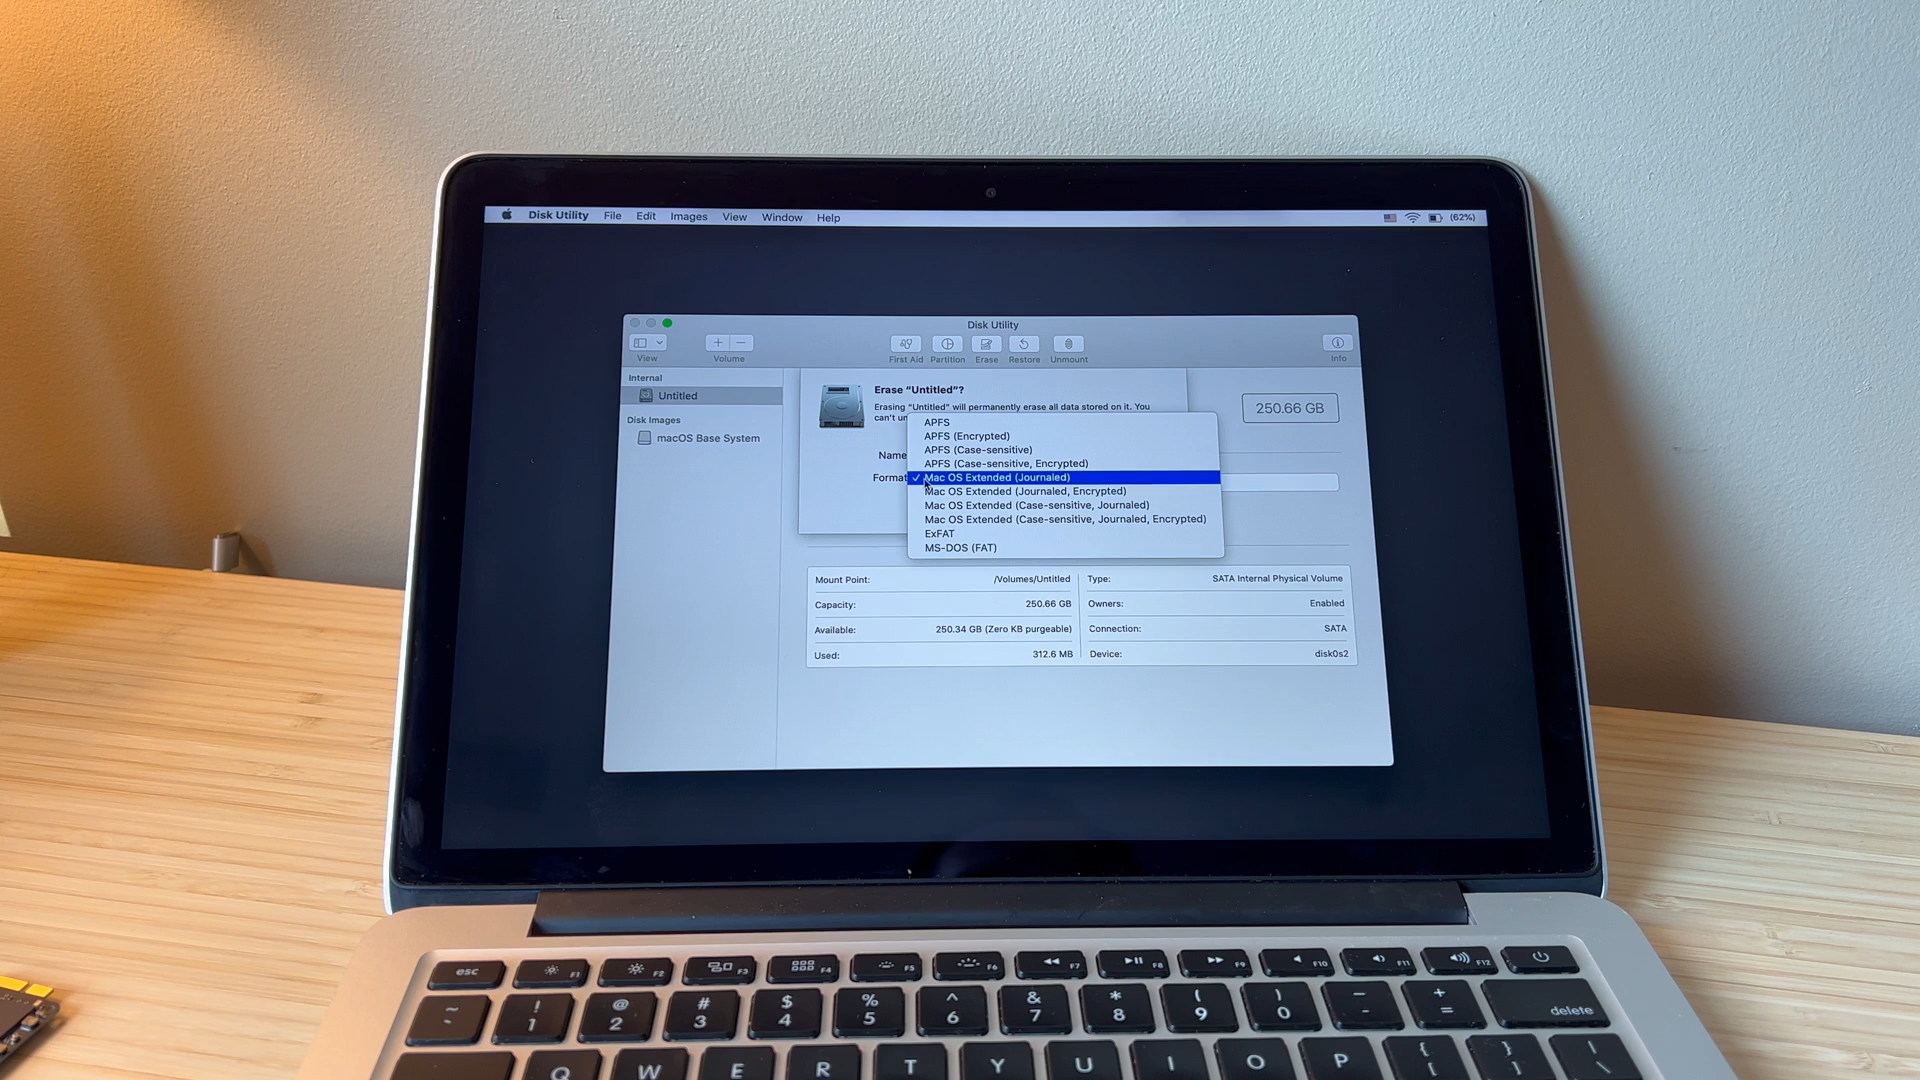 Disk Utility File Edit Images View Window Help (62%)
Disk Utility
View Volume First Aid Partition Erase Restore Unmount Info
Internal
Untitled
Disk Images
macOS Base System
Erase “Untitled”?
Erasing “Untitled” will permanently erase all data stored on it. You
can’t un
250.66 GB
Name
Format
APFS
APFS (Encrypted)
APFS (Case-sensitive)
APFS (Case-sensitive, Encrypted)
✓ Mac OS Extended (Journaled)
Mac OS Extended (Journaled, Encrypted)
Mac OS Extended (Case-sensitive, Journaled)
Mac OS Extended (Case-sensitive, Journaled, Encrypted)
ExFAT
MS-DOS (FAT)
Mount Point: /Volumes/Untitled Type: SATA Internal Physical Volume
Capacity: 250.66 GB Owners: Enabled
Available: 250.34 GB (Zero KB purgeable) Connection: SATA
Used: 312.6 MB Device: disk0s2
esc F1 F2 F3 F4 F5 F6 F7 F8 F9 F10 F11 F12
~ ! @ # $ % ^ & * ( ) _ +
` 1 2 3 4 5 6 7 8 9 0 - = delete
Q W E R T Y U I O P { [ } ] | \